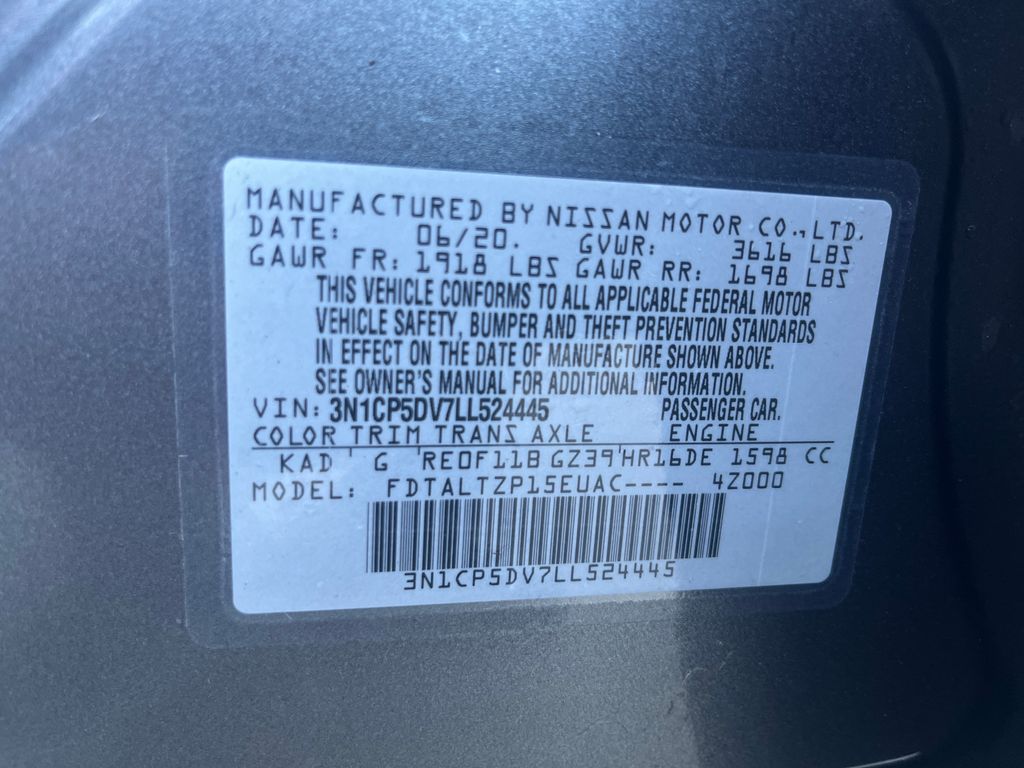 MANUFACTURED BY NISSAN MOTOR CO.,LTD.
DATE: 06/20. GVWR: 3616 LBS
GAWR FR: 1918 LBS GAWR RR: 1698 LBS
THIS VEHICLE CONFORMS TO ALL APPLICABLE FEDERAL MOTOR
VEHICLE SAFETY, BUMPER AND THEFT PREVENTION STANDARDS
IN EFFECT ON THE DATE OF MANUFACTURE SHOWN ABOVE.
SEE OWNER'S MANUAL FOR ADDITIONAL INFORMATION.
VIN: 3N1CP5DV7LL524445 PASSENGER CAR.
COLOR TRIM TRANS AXLE ENGINE
KAD ' G 'RE0F11B GZ39'HR16DE 1598 CC
MODEL: FDTALTZP15EUAC---- 4Z000
3N1CP5DV7LL524445